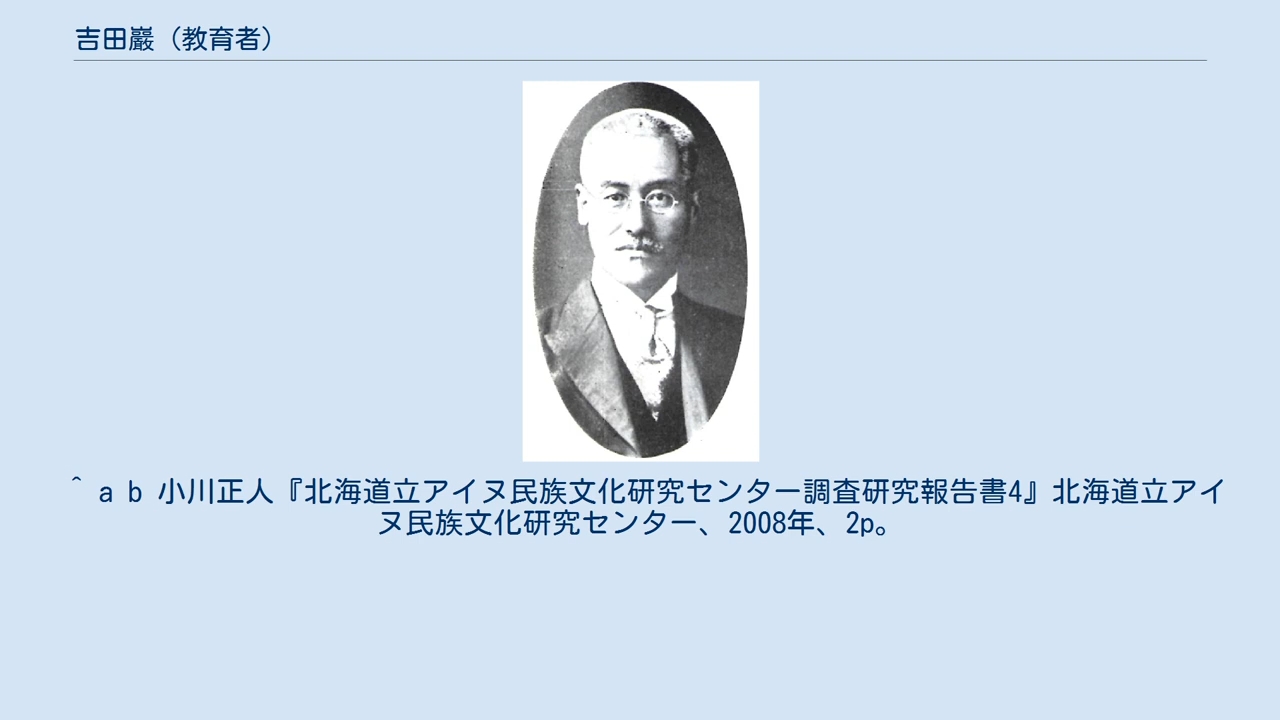 吉田巖（教育者）
^ a b 小川正人『北海道立アイヌ民族文化研究センター調査研究報告書4』北海道立アイ
ヌ民族文化研究センター、2008年、2p。